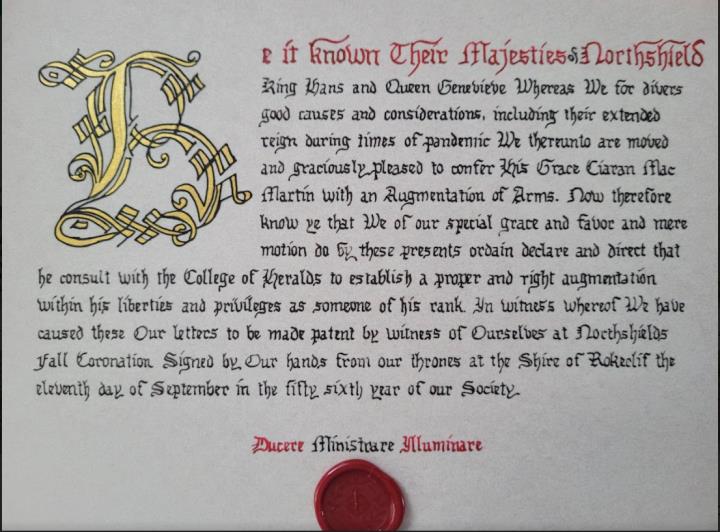 Be it known Their Majesties of Northshield
King Hans and Queen Genevieve Whereas We for divers
good causes and considerations, including their extended
reign during times of pandemic We thereunto are moved
and graciously pleased to confer His Grace Ciaran Mac
Martin with an Augmentation of Arms. Now therefore
know ye that We of our special grace and favor and mere
motion do by these presents ordain declare and direct that
he consult with the College of Heralds to establish a proper and right augmentation
within his liberties and privileges as someone of his rank. In witness whereof We have
caused these Our letters to be made patent by witness of Ourselves at Northshields
Fall Coronation. Signed by Our hands from our thrones at the Shire of Rokeclif the
eleventh day of September in the fifty sixth year of our Society.
Ducere Ministrare Illuminare